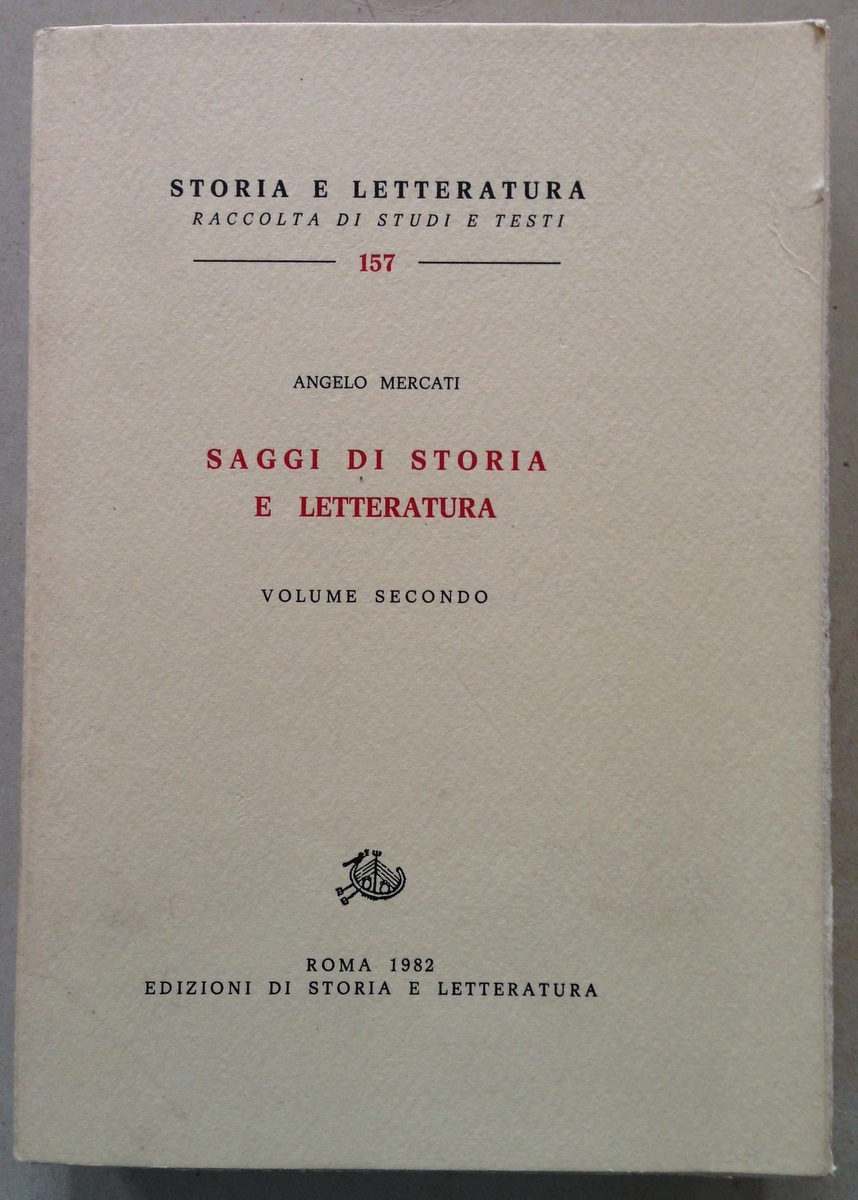 STORIA E LETTERATURA
RACCOLTA DI STUDI E TESTI
157
ANGELO MERCATI
SAGGI DI STORIA
E LETTERATURA
VOLUME SECONDO
ROMA 1982
EDIZIONI DI STORIA E LETTERATURA